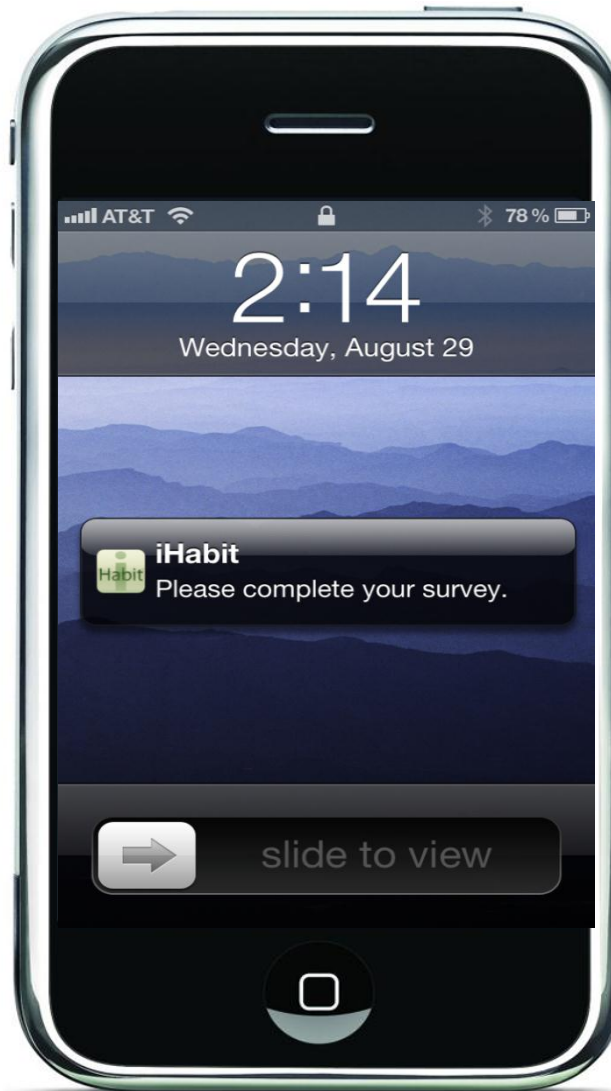 AT&T 78%
2:14
Wednesday, August 29
i
Habit
iHabit
Please complete your survey.
slide to view